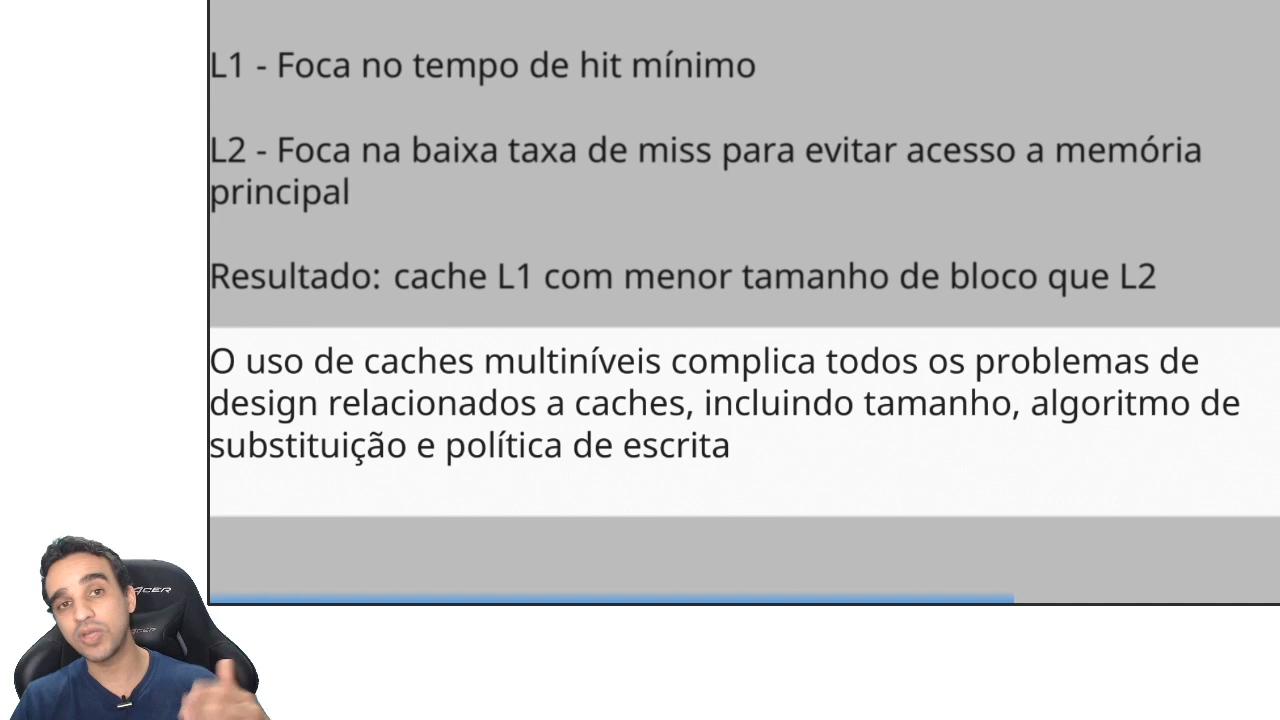 L1 - Foca no tempo de hit mínimo
L2 - Foca na baixa taxa de miss para evitar acesso a memória
principal
Resultado: cache L1 com menor tamanho de bloco que L2
O uso de caches multiníveis complica todos os problemas de
design relacionados a caches, incluindo tamanho, algoritmo de
substituição e política de escrita